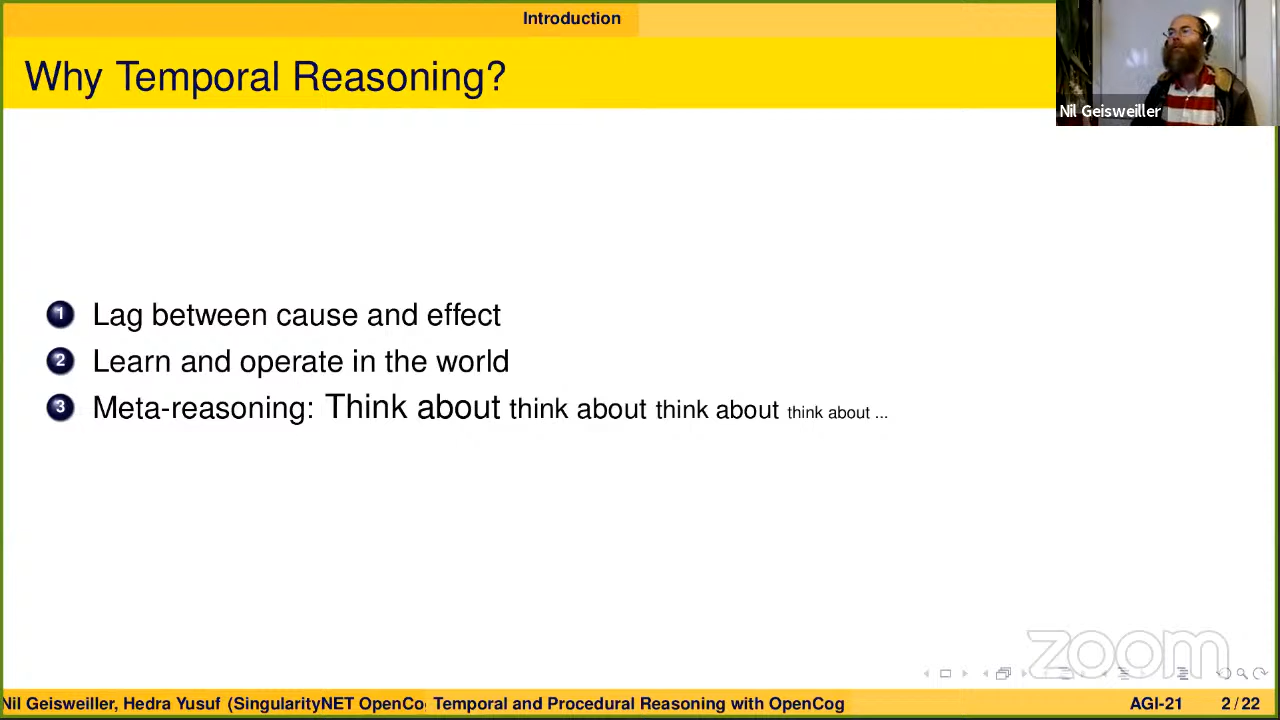 Introduction
Why Temporal Reasoning?
Nil Geisweiller
1 Lag between cause and effect
2 Learn and operate in the world
3 Meta-reasoning: Think about think about think about think about ...
zoom
Nil Geisweiller, Hedra Yusuf (SingularityNET OpenCo Temporal and Procedural Reasoning with OpenCog AGI-21 2 / 22